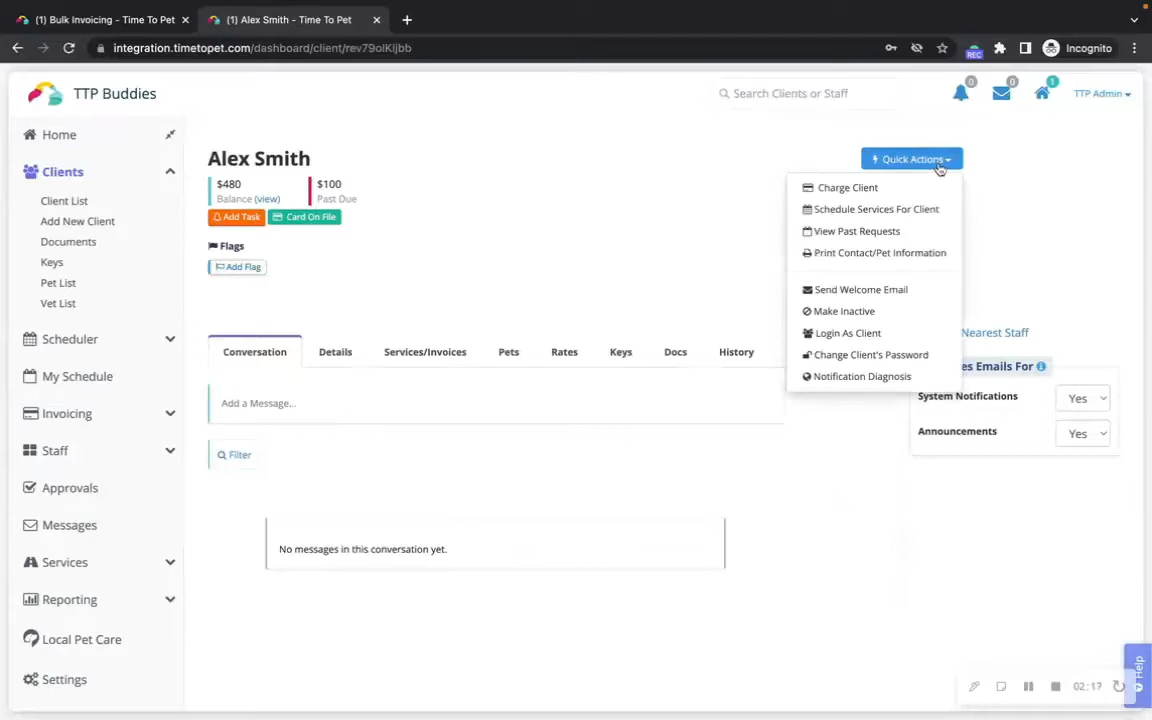 (1) Bulk Invoicing - Time To Pet
(1) Alex Smith - Time To Pet
integration.timetopet.com/dashboard/client/rev79olKljbb
REC
Incognito
TTP Buddies
Search Clients or Staff
0
0
1
TTP Admin
Home
Clients
Client List
Add New Client
Documents
Keys
Pet List
Vet List
Scheduler
My Schedule
Invoicing
Staff
Approvals
Messages
Services
Reporting
Local Pet Care
Settings
Alex Smith
$480
Balance (view)
$100
Past Due
Add Task
Card On File
Flags
Add Flag
Quick Actions
Charge Client
Schedule Services For Client
View Past Requests
Print Contact/Pet Information
Send Welcome Email
Make Inactive
Login As Client
Change Client's Password
Notification Diagnosis
Conversation
Details
Services/Invoices
Pets
Rates
Keys
Docs
History
Add a Message...
Filter
No messages in this conversation yet.
Nearest Staff
es Emails For
System Notifications
Yes
Announcements
Yes
Help
02:17